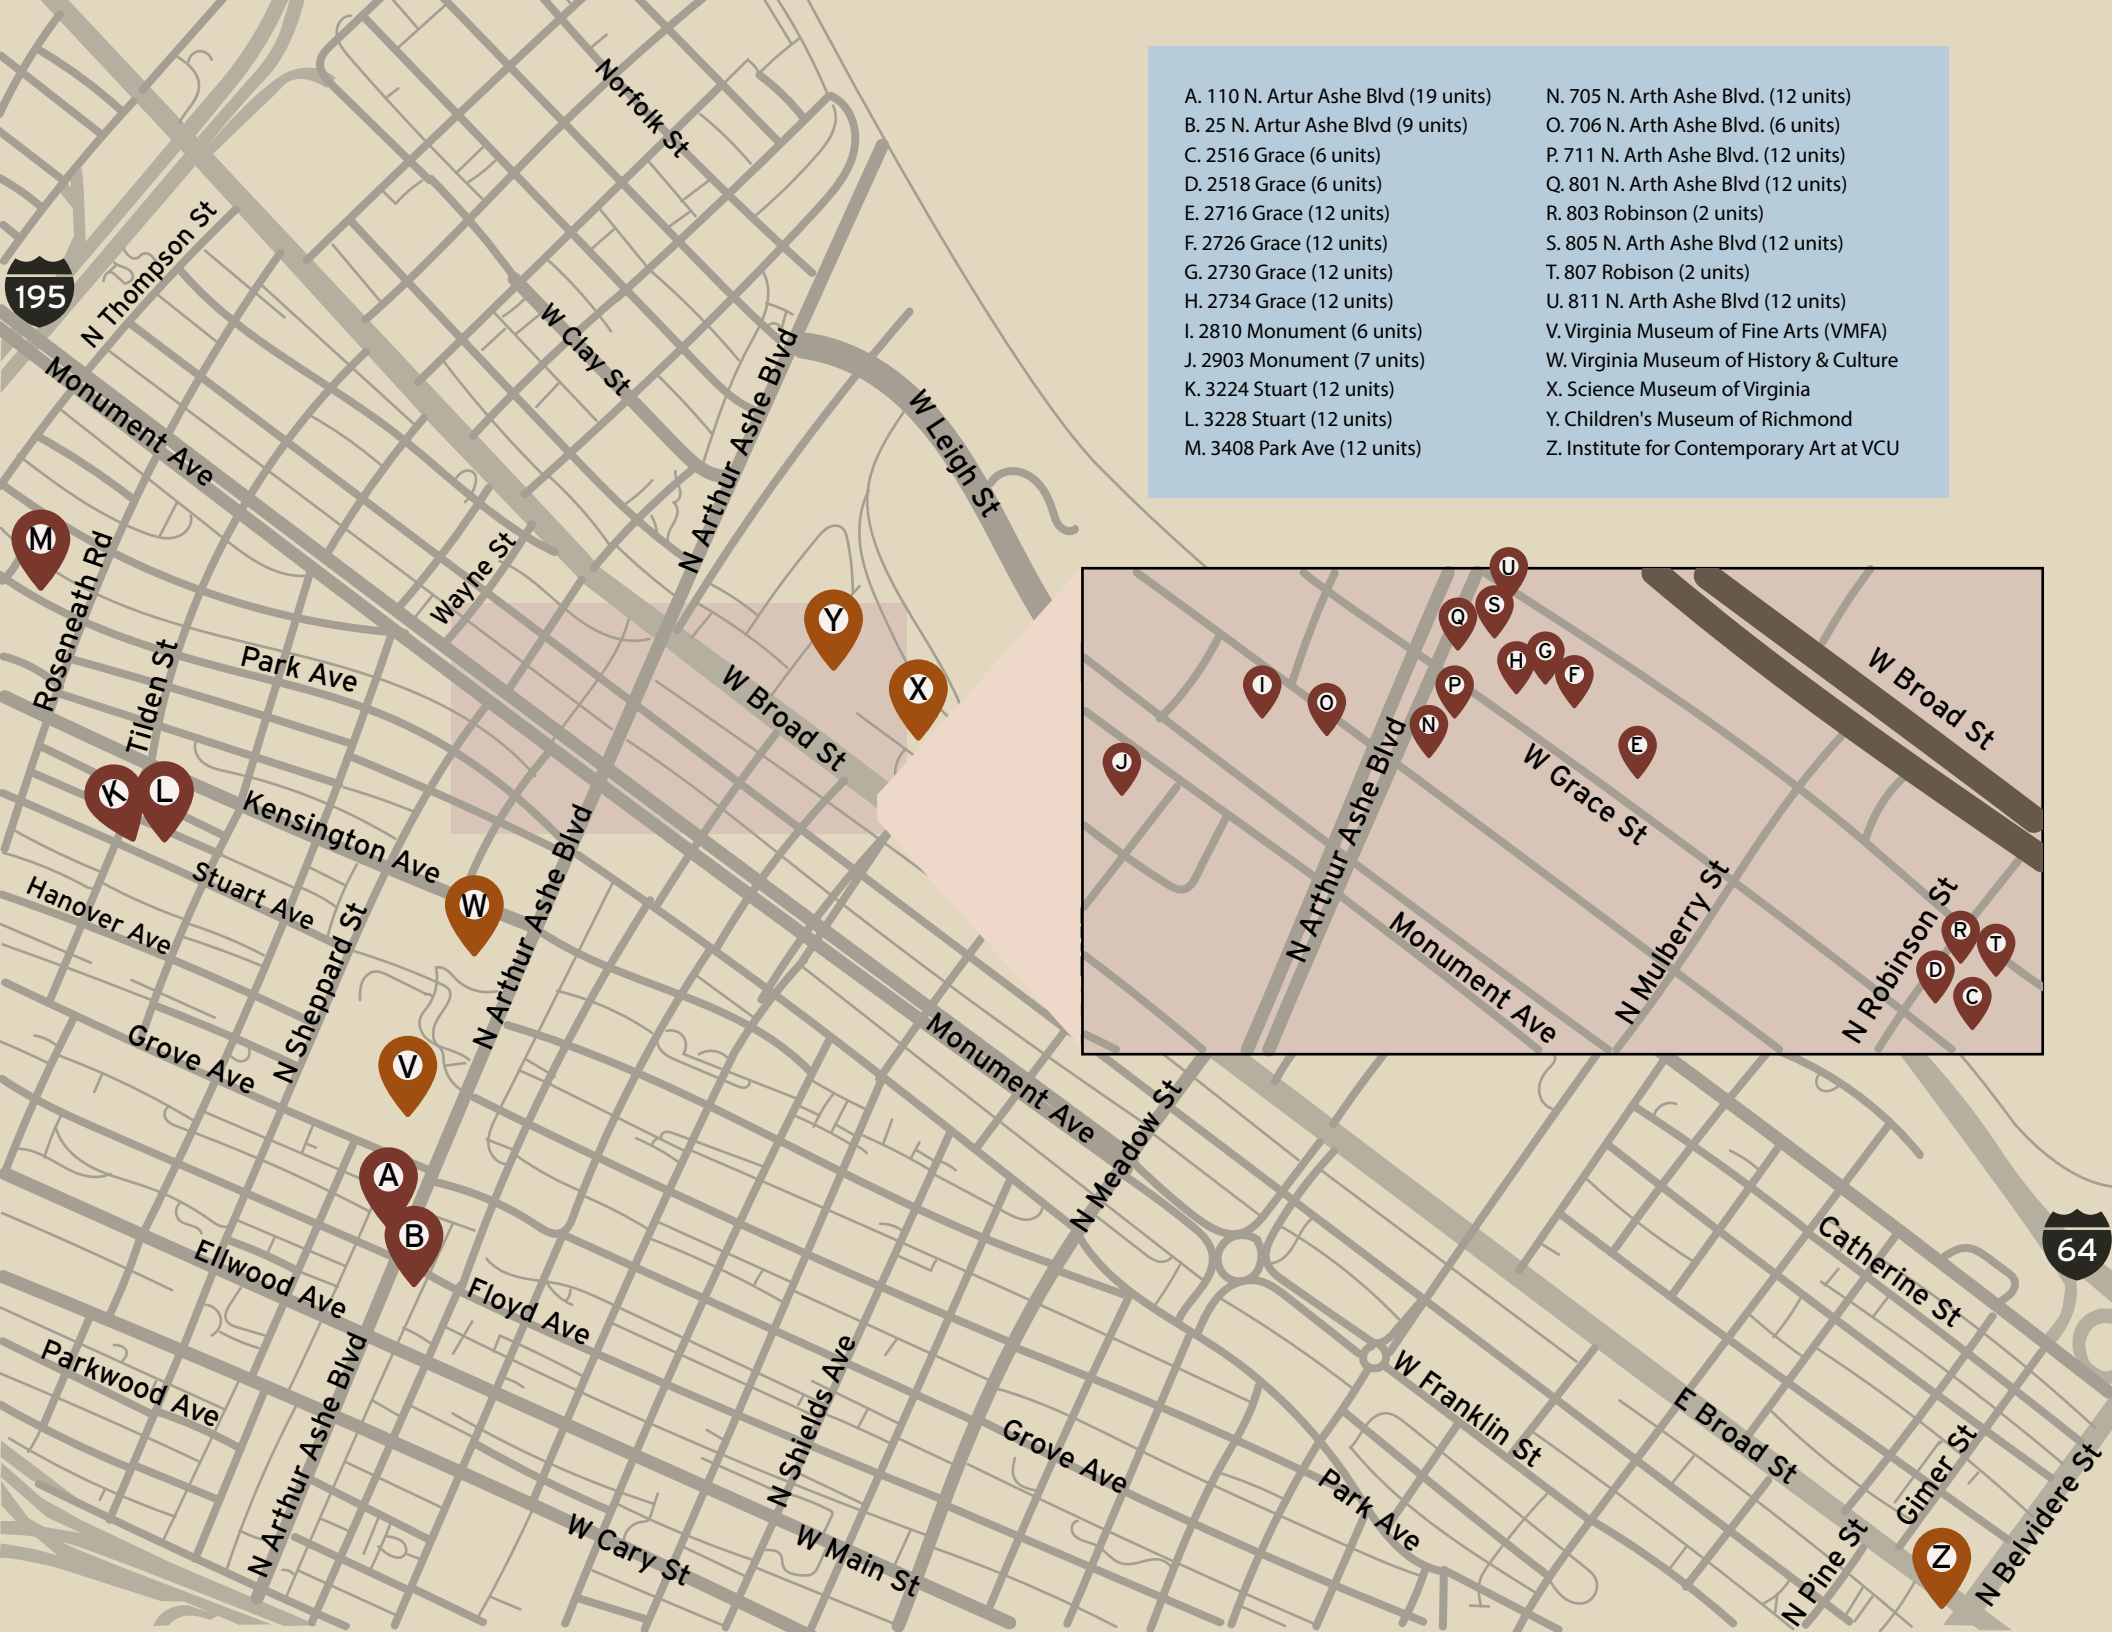 A. 110 N. Artur Ashe Blvd (19 units)
B. 25 N. Artur Ashe Blvd (9 units)
C. 2516 Grace (6 units)
D. 2518 Grace (6 units)
E. 2716 Grace (12 units)
F. 2726 Grace (12 units)
G. 2730 Grace (12 units)
H. 2734 Grace (12 units)
I. 2810 Monument (6 units)
J. 2903 Monument (7 units)
K. 3224 Stuart (12 units)
L. 3228 Stuart (12 units)
M. 3408 Park Ave (12 units)
N. 705 N. Arth Ashe Blvd. (12 units)
O. 706 N. Arth Ashe Blvd. (6 units)
P. 711 N. Arth Ashe Blvd. (12 units)
Q. 801 N. Arth Ashe Blvd (12 units)
R. 803 Robinson (2 units)
S. 805 N. Arth Ashe Blvd (12 units)
T. 807 Robison (2 units)
U. 811 N. Arth Ashe Blvd (12 units)
V. Virginia Museum of Fine Arts (VMFA)
W. Virginia Museum of History & Culture
X. Science Museum of Virginia
Y. Children's Museum of Richmond
Z. Institute for Contemporary Art at VCU
Norfolk St
N Thompson St
195
W Clay St
Monument Ave
N Arthur Ashe Blvd
W Leigh St
M
Roseneath Rd
Wayne St
Y
X
Park Ave
Tilden St
W Broad St
K
L
Kensington Ave
Stuart Ave
Hanover Ave
W
N Arthur Ashe Blvd
N Sheppard St
Grove Ave
V
A
B
Ellwood Ave
Floyd Ave
Parkwood Ave
N Arthur Ashe Blvd
N Shields Ave
W Cary St
W Main St
Monument Ave
N Meadow St
Grove Ave
Park Ave
W Franklin St
E Broad St
Catherine St
64
Gimer St
N Pine St
N Belvidere St
Z
U
S
Q
H
G
F
I
O
P
N
E
J
W Broad St
W Grace St
N Arthur Ashe Blvd
Monument Ave
N Mulberry St
N Robinson St
R
T
D
C